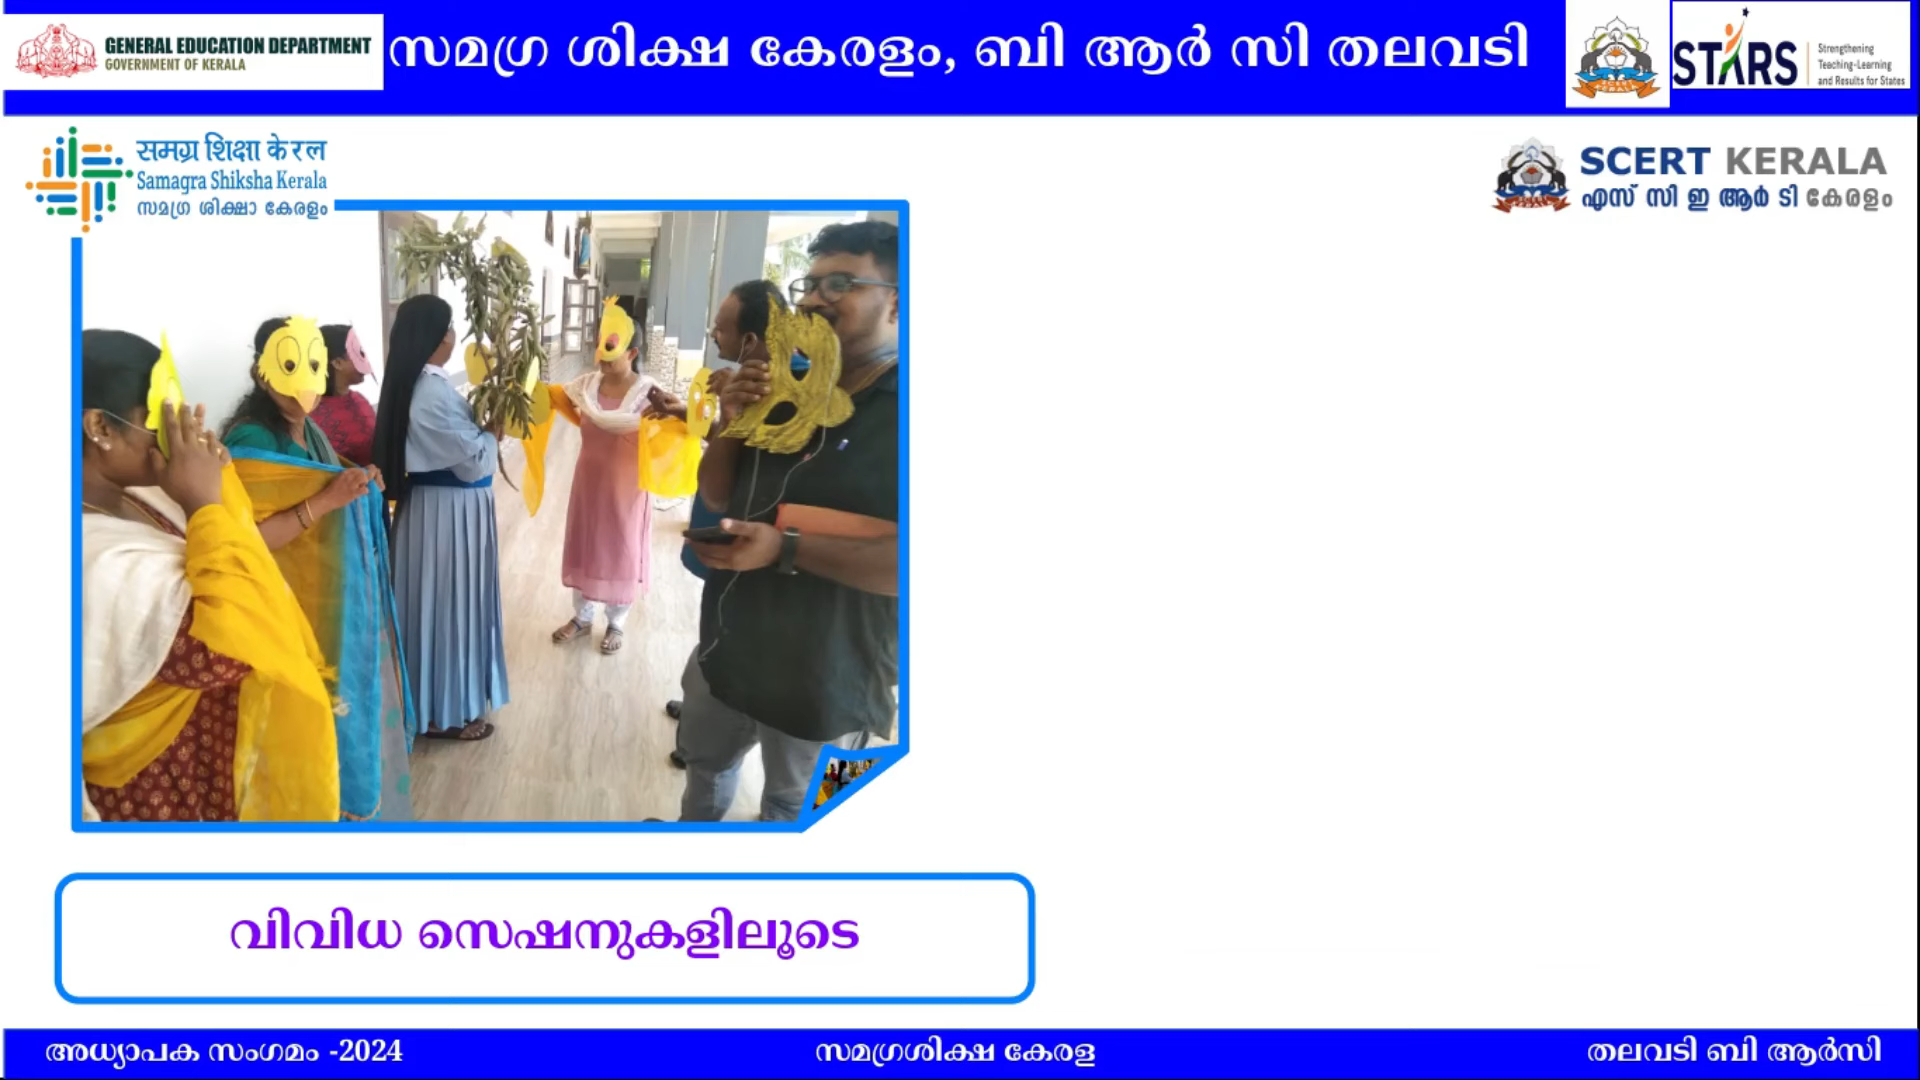 GENERAL EDUCATION DEPARTMENT
GOVERNMENT OF KERALA
സമഗ്ര ശിക്ഷ കേരളം, ബി ആർ സി തലവടി
STARS
Strengthening
Teaching-Learning
and Results for States
समग्र शिक्षा केरल
Samagra Shiksha Kerala
സമഗ്ര ശിക്ഷാ കേരളം
SCERT KERALA
എസ് സി ഇ ആർ ടി കേരളം
വിവിധ സെഷനുകളിലൂടെ
അധ്യാപക സംഗമം -2024
സമഗ്രശിക്ഷ കേരള
തലവടി ബി ആർസി